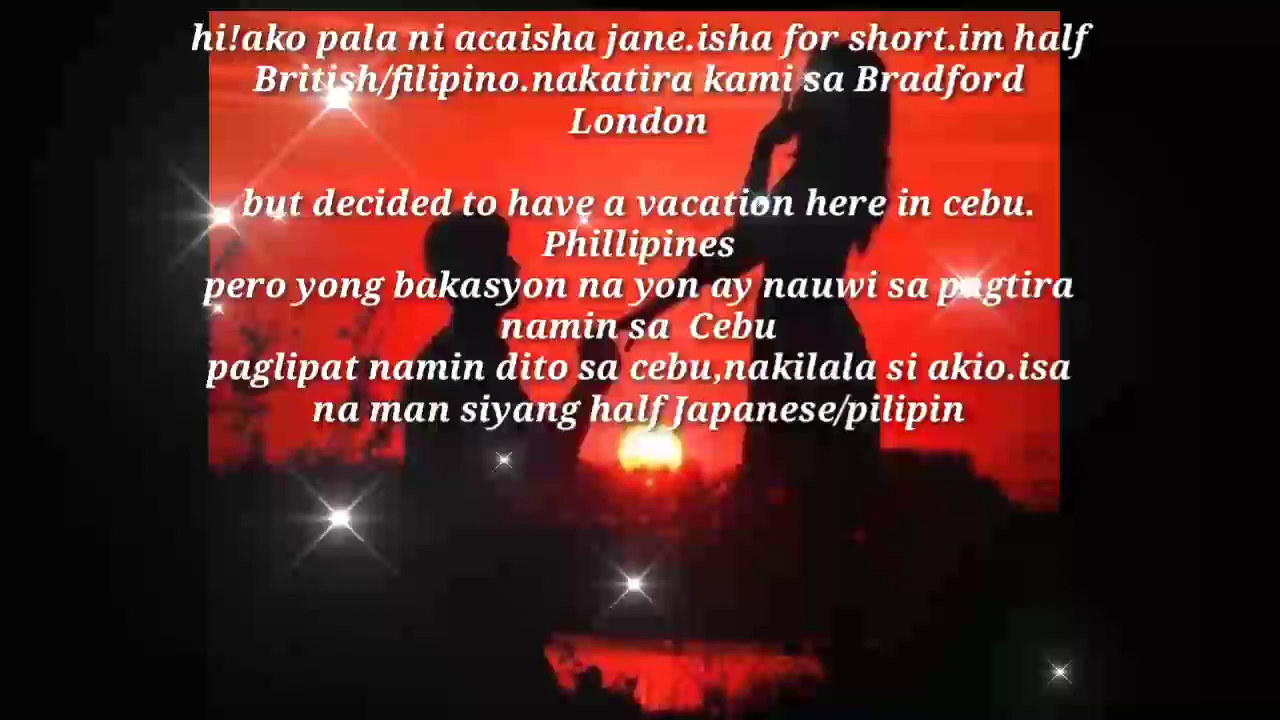 hi!ako pala ni acaisha jane.isha for short.im half
British/filipino.nakatira kami sa Bradford
London
but decided to have a vacation here in cebu.
Phillipines
pero yong bakasyon na yon ay nauwi sa pagtira
namin sa Cebu
paglipat namin dito sa cebu,nakilala si akio.isa
na man siyang half Japanese/pilipin